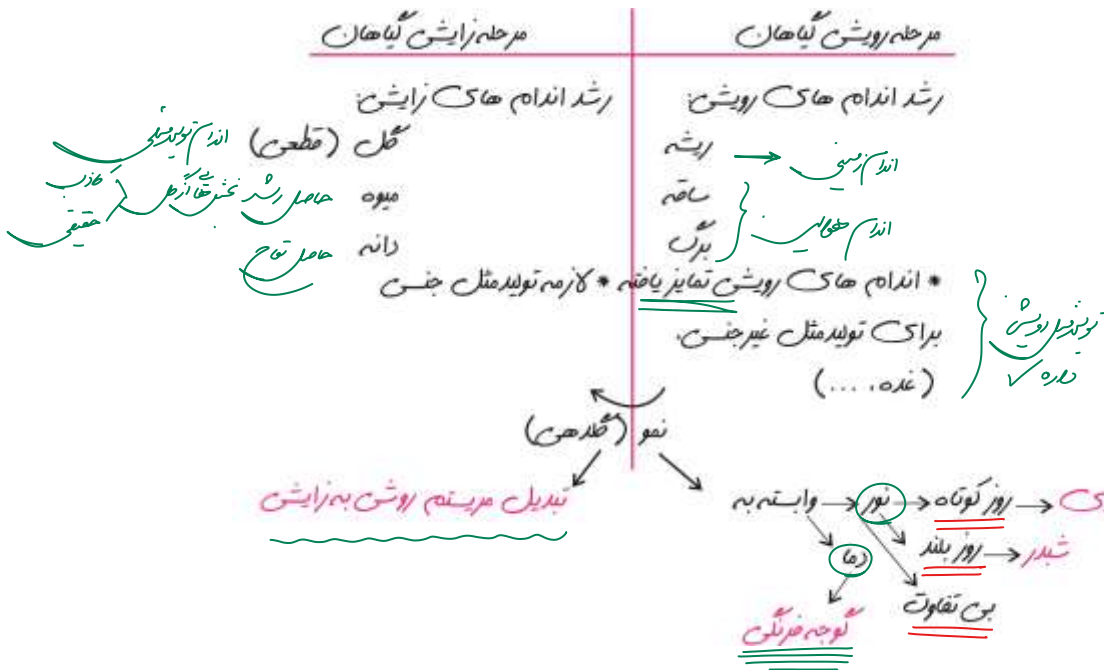 مرحله رویشی گیاهان
مرحله زایشی گیاهان
رشد اندام های رویشی:
ریشه
اندام زمینی
ساقه
برگ
اندام هوایی
* اندام های رویشی تمایز یافته
برای تولیدمثل غیرجنسی.
(غده، ....)
تولیدمثل رویشی
دارد ✓
رشد اندام های زایشی:
گل (قطعی)
اندام تولیدمثلی
میوه
حاصل رشد بخش هایی از گل
کاذب
حقیقی
دانه
حاصل لقاح
* لازمه تولیدمثل جنسی
نمو (گلدهی)
تبدیل مریستم روشی به زایشی
وابسته به
نور
روز کوتاه
ی
روز بلند
شبدر
بی تفاوت
دما
گوجه فرنگی